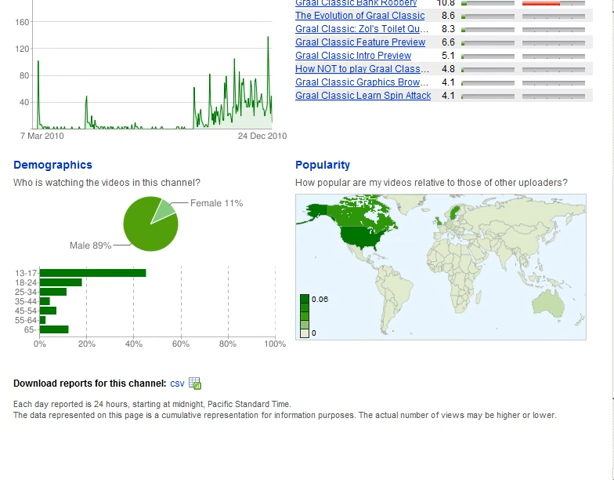 Graal Classic Bank Robbery 10.8
The Evolution of Graal Classic 8.6
Graal Classic: Zol's Toilet Qu... 8.3
Graal Classic Feature Preview 6.6
Graal Classic Intro Preview 5.1
How NOT to play Graal Class... 4.8
Graal Classic Graphics Brow... 4.1
Graal Classic Learn Spin Attack 4.1
160
120
80
40
7 Mar 2010 24 Dec 2010
Demographics
Who is watching the videos in this channel?
Female 11%
Male 89%
13-17
18-24
25-34
35-44
45-54
55-64
65-
0% 20% 40% 60% 80% 100%
Popularity
How popular are my videos relative to those of other uploaders?
0.06
0
Download reports for this channel: csv
Each day reported is 24 hours, starting at midnight, Pacific Standard Time.
The data represented on this page is a cumulative representation for information purposes. The actual number of views may be higher or lower.